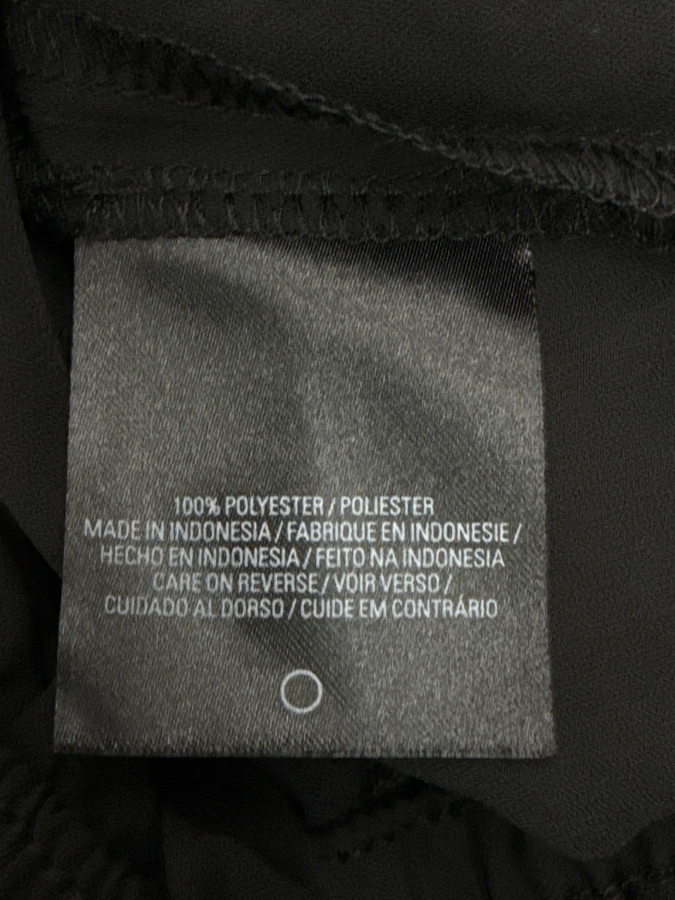 100% POLYESTER / POLIESTER
MADE IN INDONESIA / FABRIQUE EN INDONESIE /
HECHO EN INDONESIA / FEITO NA INDONESIA
CARE ON REVERSE / VOIR VERSO /
CUIDADO AL DORSO / CUIDE EM CONTRÁRIO